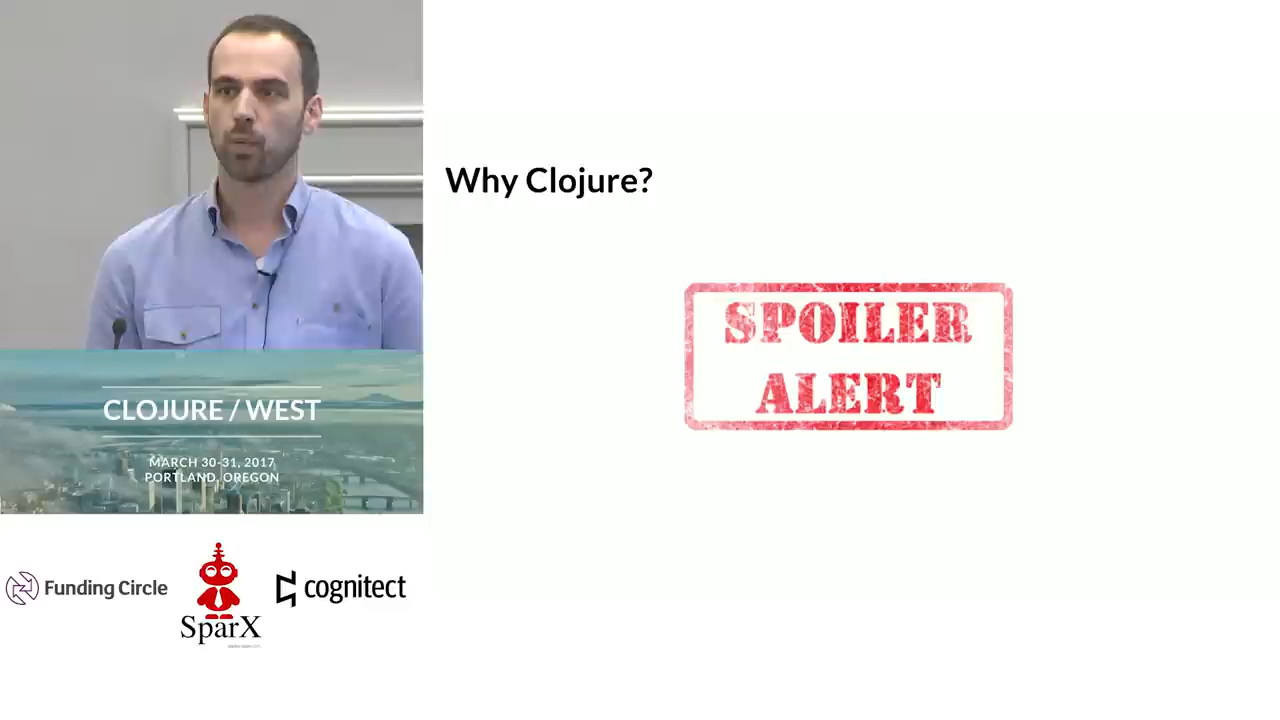 Why Clojure?
SPOILER
ALERT
CLOJURE / WEST
MARCH 30-31, 2017
PORTLAND, OREGON
Funding Circle
SparX
cognitect